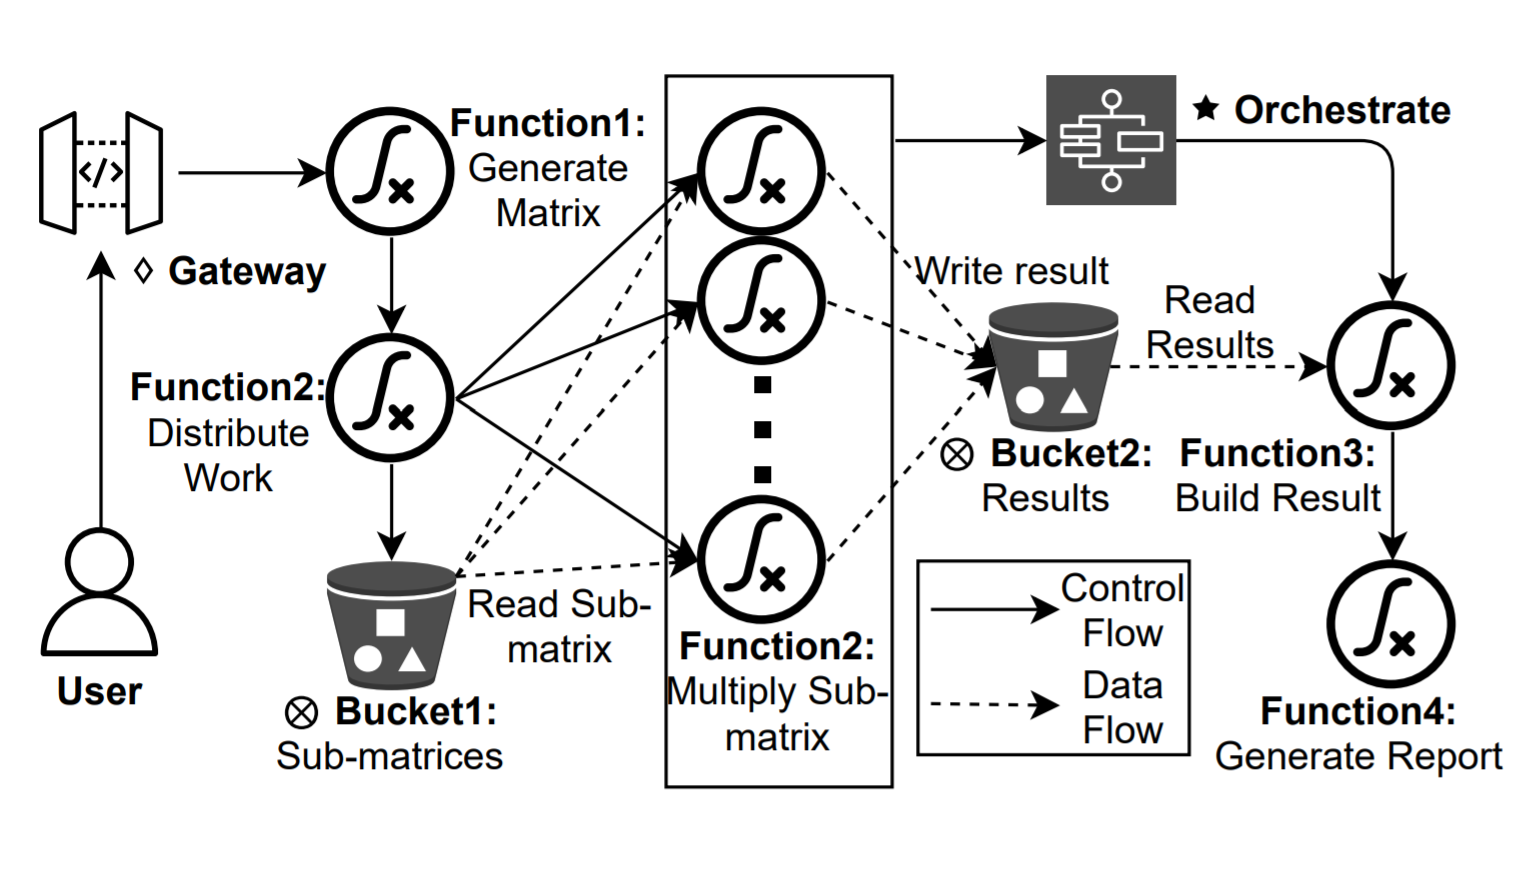 </>
Function1:
Generate
Matrix
◊ Gateway
Function2:
Distribute
Work
User
Read Sub-
matrix
⊗ Bucket1:
Sub-matrices
Function2:
Multiply Sub-
matrix
★ Orchestrate
Write result
Read
Results
⊗ Bucket2:
Results
Function3:
Build Result
Control
Flow
Data
Flow
Function4:
Generate Report